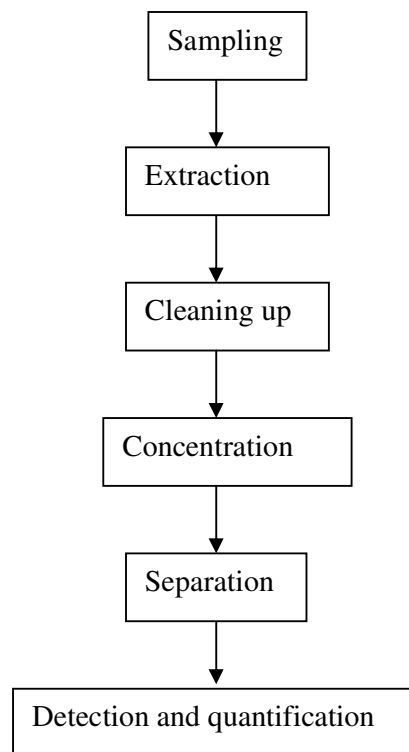 Sampling
Extraction
Cleaning up
Concentration
Separation
Detection and quantification